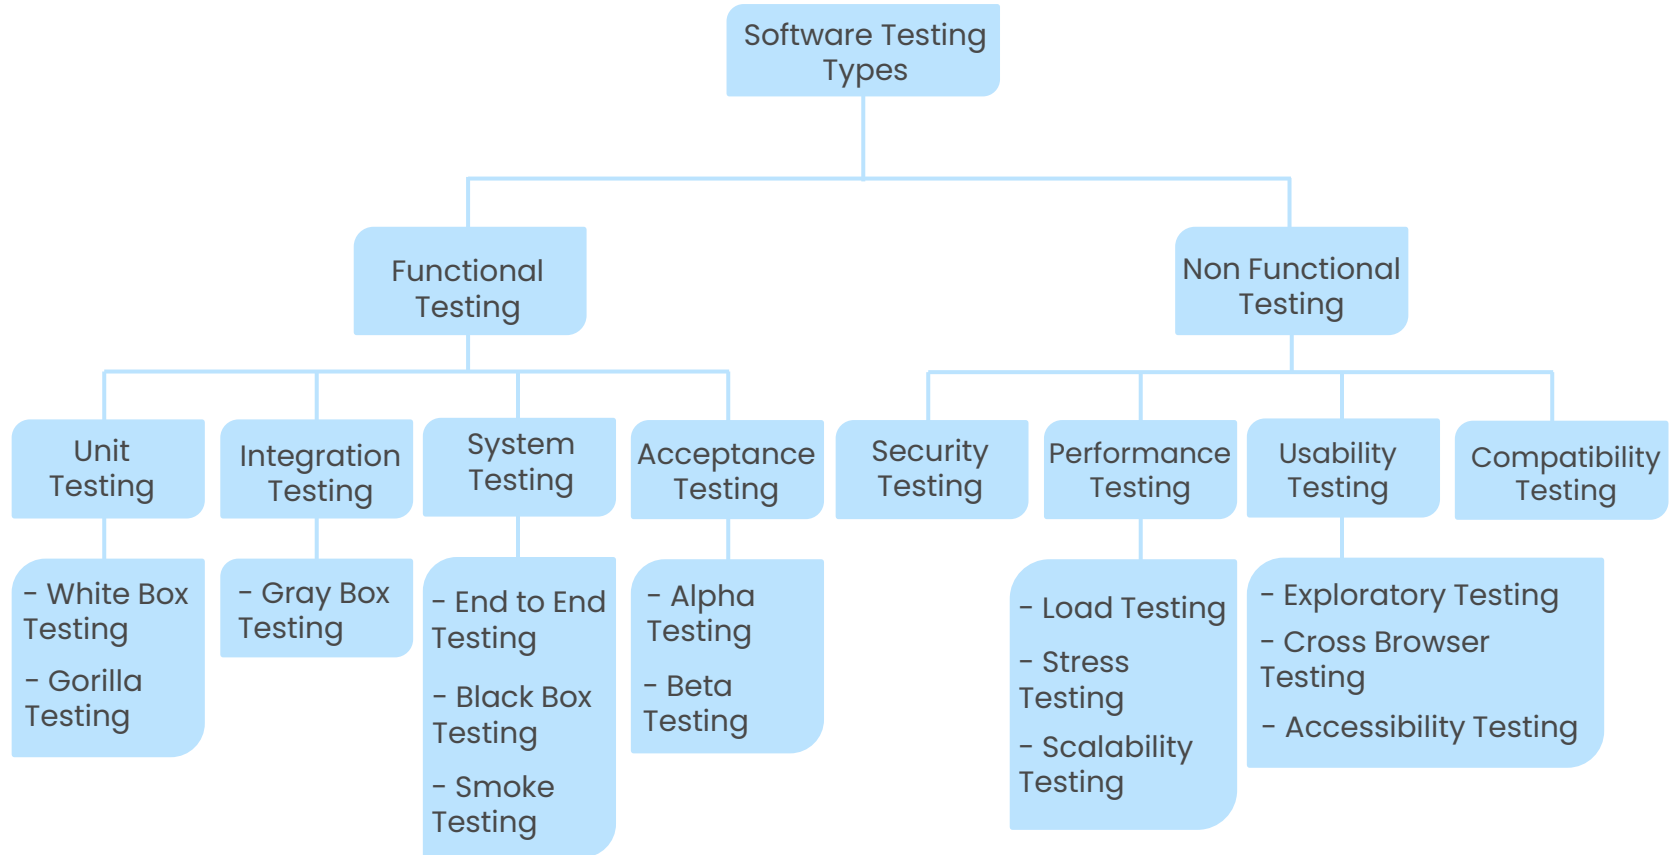 Software Testing
Types
Functional
Testing
Non Functional
Testing
Unit
Testing
Integration
Testing
System
Testing
Acceptance
Testing
Security
Testing
Performance
Testing
Usability
Testing
Compatibility
Testing
- White Box
Testing
- Gorilla
Testing
- Gray Box
Testing
- End to End
Testing
- Black Box
Testing
- Smoke
Testing
- Alpha
Testing
- Beta
Testing
- Load Testing
- Stress
Testing
- Scalability
Testing
- Exploratory Testing
- Cross Browser
Testing
- Accessibility Testing